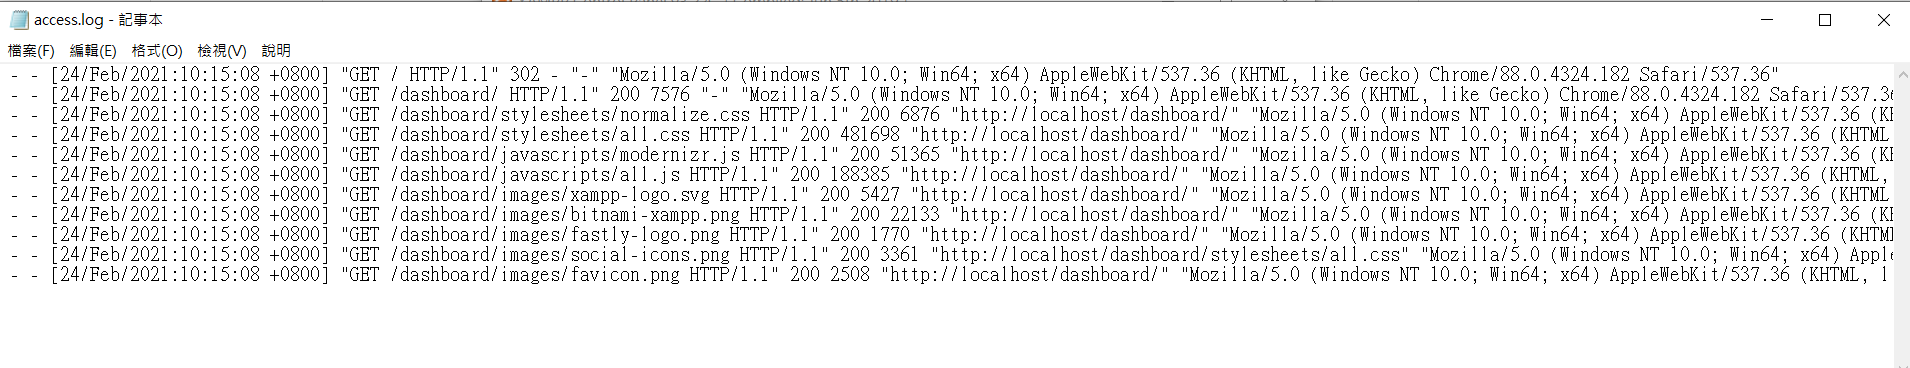 access.log - 記事本
檔案(F) 編輯(E) 格式(O) 檢視(V) 說明
- - [24/Feb/2021:10:15:08 +0800] "GET / HTTP/1.1" 302 - "-" "Mozilla/5.0 (Windows NT 10.0; Win64; x64) AppleWebKit/537.36 (KHTML, like Gecko) Chrome/88.0.4324.182 Safari/537.36"
- - [24/Feb/2021:10:15:08 +0800] "GET /dashboard/ HTTP/1.1" 200 7576 "-" "Mozilla/5.0 (Windows NT 10.0; Win64; x64) AppleWebKit/537.36 (KHTML, like Gecko) Chrome/88.0.4324.182 Safari/537.36
- - [24/Feb/2021:10:15:08 +0800] "GET /dashboard/stylesheets/normalize.css HTTP/1.1" 200 6876 "http://localhost/dashboard/" "Mozilla/5.0 (Windows NT 10.0; Win64; x64) AppleWebKit/537.36 (KH
- - [24/Feb/2021:10:15:08 +0800] "GET /dashboard/stylesheets/all.css HTTP/1.1" 200 481698 "http://localhost/dashboard/" "Mozilla/5.0 (Windows NT 10.0; Win64; x64) AppleWebKit/537.36 (KHTML
- - [24/Feb/2021:10:15:08 +0800] "GET /dashboard/javascripts/modernizr.js HTTP/1.1" 200 51365 "http://localhost/dashboard/" "Mozilla/5.0 (Windows NT 10.0; Win64; x64) AppleWebKit/537.36 (KH
- - [24/Feb/2021:10:15:08 +0800] "GET /dashboard/javascripts/all.js HTTP/1.1" 200 188385 "http://localhost/dashboard/" "Mozilla/5.0 (Windows NT 10.0; Win64; x64) AppleWebKit/537.36 (KHTML,
- - [24/Feb/2021:10:15:08 +0800] "GET /dashboard/images/xampp-logo.svg HTTP/1.1" 200 5427 "http://localhost/dashboard/" "Mozilla/5.0 (Windows NT 10.0; Win64; x64) AppleWebKit/537.36 (KHTML
- - [24/Feb/2021:10:15:08 +0800] "GET /dashboard/images/bitnami-xampp.png HTTP/1.1" 200 22133 "http://localhost/dashboard/" "Mozilla/5.0 (Windows NT 10.0; Win64; x64) AppleWebKit/537.36 (KH
- - [24/Feb/2021:10:15:08 +0800] "GET /dashboard/images/fastly-logo.png HTTP/1.1" 200 1770 "http://localhost/dashboard/" "Mozilla/5.0 (Windows NT 10.0; Win64; x64) AppleWebKit/537.36 (KHTM
- - [24/Feb/2021:10:15:08 +0800] "GET /dashboard/images/social-icons.png HTTP/1.1" 200 3361 "http://localhost/dashboard/stylesheets/all.css" "Mozilla/5.0 (Windows NT 10.0; Win64; x64) Apple
- - [24/Feb/2021:10:15:08 +0800] "GET /dashboard/images/favicon.png HTTP/1.1" 200 2508 "http://localhost/dashboard/" "Mozilla/5.0 (Windows NT 10.0; Win64; x64) AppleWebKit/537.36 (KHTML, l